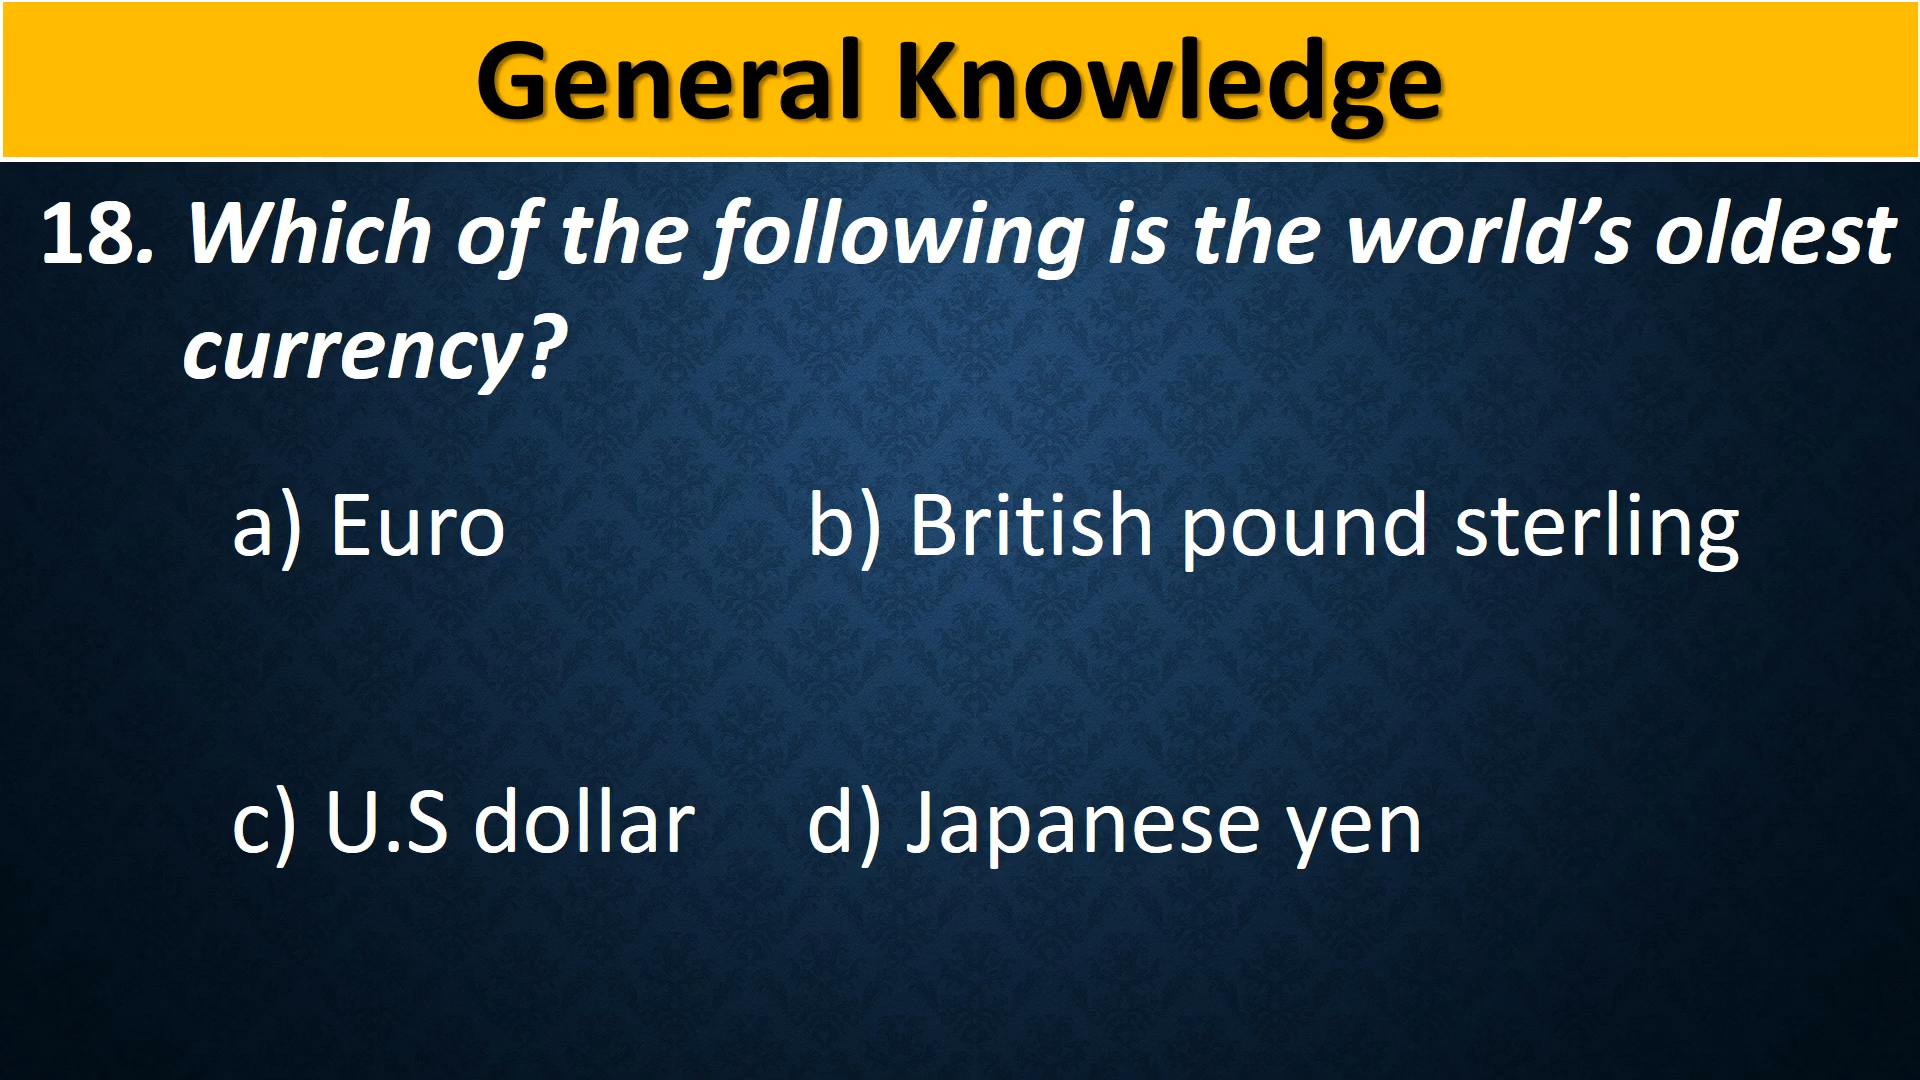 General Knowledge
18. Which of the following is the world’s oldest
currency?
a) Euro b) British pound sterling
c) U.S dollar d) Japanese yen